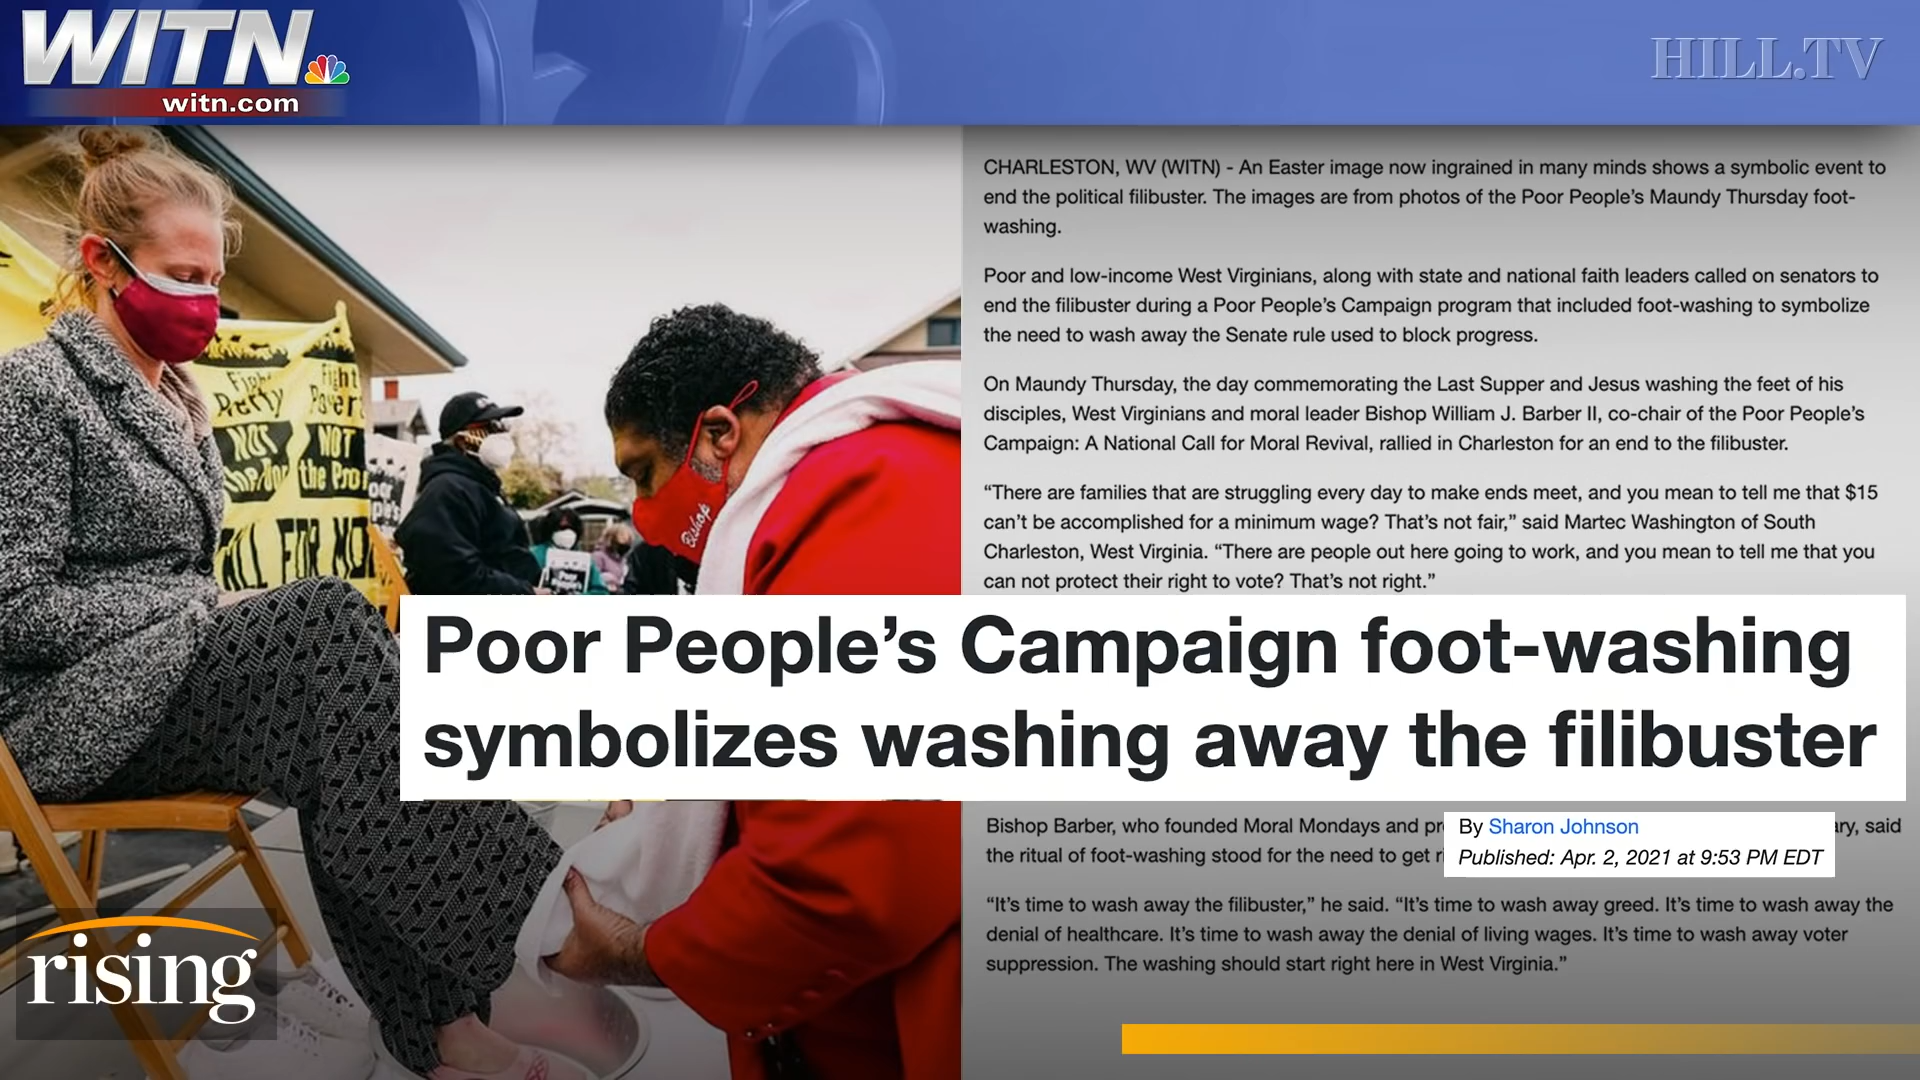 WITN
witn.com
HILL.TV
CHARLESTON, WV (WITN) - An Easter image now ingrained in many minds shows a symbolic event to
end the political filibuster. The images are from photos of the Poor People's Maundy Thursday foot-
washing.
Poor and low-income West Virginians, along with state and national faith leaders called on senators to
end the filibuster during a Poor People's Campaign program that included foot-washing to symbolize
the need to wash away the Senate rule used to block progress.
On Maundy Thursday, the day commemorating the Last Supper and Jesus washing the feet of his
disciples, West Virginians and moral leader Bishop William J. Barber II, co-chair of the Poor People's
Campaign: A National Call for Moral Revival, rallied in Charleston for an end to the filibuster.
“There are families that are struggling every day to make ends meet, and you mean to tell me that $15
can't be accomplished for a minimum wage? That's not fair,” said Martec Washington of South
Charleston, West Virginia. “There are people out here going to work, and you mean to tell me that you
can not protect their right to vote? That's not right.”
Fight
NOT
Fight
NOT
the Poor
ALL FOR
Bishop
Poor People’s Campaign foot-washing
symbolizes washing away the filibuster
Bishop Barber, who founded Moral Mondays and
said
the ritual of foot-washing stood for the need to get
By Sharon Johnson
Published: Apr. 2, 2021 at 9:53 PM EDT
“It's time to wash away the filibuster,” he said. “It's time to wash away greed. It's time to wash away the
denial of healthcare. It's time to wash away the denial of living wages. It's time to wash away voter
suppression. The washing should start right here in West Virginia.”
rising